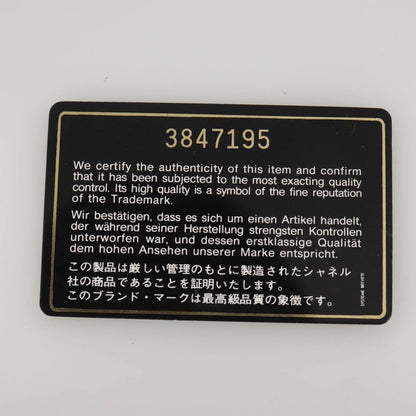 3847195
We certify the authenticity of this item and confirm
that it has been subjected to the most exacting quality
control. Its high quality is a symbol of the fine reputation
of the Trademark.
Wir bestätigen, dass es sich um einen Artikel handelt,
der während seiner Herstellung strengsten Kontrollen
unterworfen war, und dessen erstklassige Qualität
dem hohen Ansehen unserer Marke entspricht.
この製品は厳しい管理のもとに製造されたシャネル
社の商品であることを証明いたします。
このブランド・マークは最高級品質の象徴です。